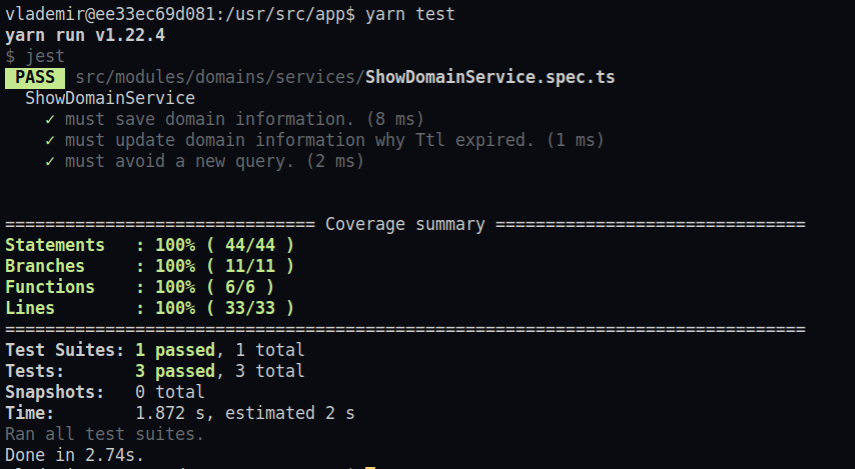 vlademir@ee33ec69d081:/usr/src/app$ yarn test
yarn run v1.22.4
$ jest
PASS src/modules/domains/services/ShowDomainService.spec.ts
ShowDomainService
✓ must save domain information. (8 ms)
✓ must update domain information why Ttl expired. (1 ms)
✓ must avoid a new query. (2 ms)
=============================== Coverage summary ===============================
Statements : 100% ( 44/44 )
Branches : 100% ( 11/11 )
Functions : 100% ( 6/6 )
Lines : 100% ( 33/33 )
================================================================================
Test Suites: 1 passed, 1 total
Tests: 3 passed, 3 total
Snapshots: 0 total
Time: 1.872 s, estimated 2 s
Ran all test suites.
Done in 2.74s.